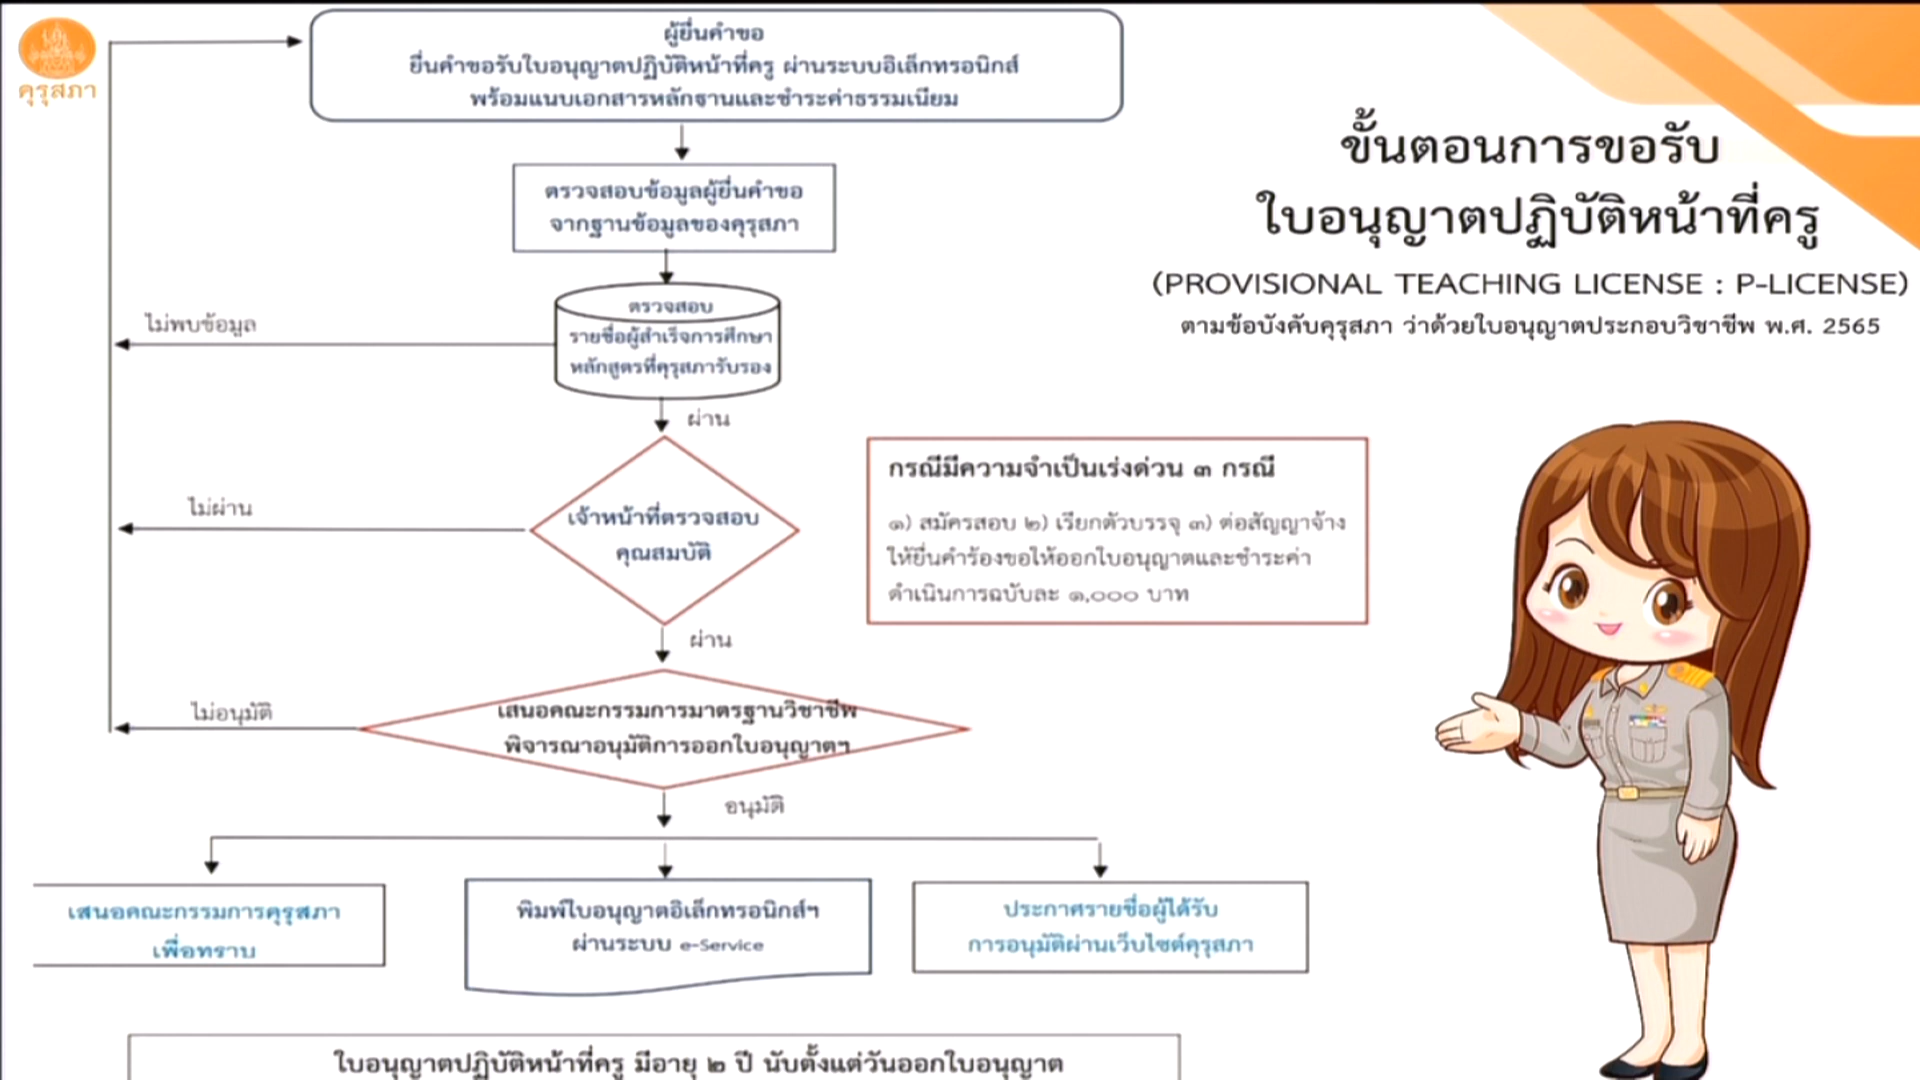 คุรุสภา
ผู้ยื่นคำขอ
ยื่นคำขอรับใบอนุญาตปฏิบัติหน้าที่ครู ผ่านระบบอิเล็กทรอนิกส์
พร้อมแนบเอกสารหลักฐานและชำระค่าธรรมเนียม
ขั้นตอนการขอรับ
ใบอนุญาตปฏิบัติหน้าที่ครู
(PROVISIONAL TEACHING LICENSE : P-LICENSE)
ตามข้อบังคับคุรุสภา ว่าด้วยใบอนุญาตประกอบวิชาชีพ พ.ศ. 2565
ตรวจสอบข้อมูลผู้ยื่นคำขอ
จากฐานข้อมูลของคุรุสภา
ตรวจสอบ
รายชื่อผู้สำเร็จการศึกษา
หลักสูตรที่คุรุสภารับรอง
ไม่พบข้อมูล
ผ่าน
เจ้าหน้าที่ตรวจสอบ
คุณสมบัติ
ไม่ผ่าน
กรณีมีความจำเป็นเร่งด่วน ๓ กรณี
๑) สมัครสอบ ๒) เรียกตัวบรรจุ ๓) ต่อสัญญาจ้าง
ให้ยื่นคำร้องขอให้ออกใบอนุญาตและชำระค่า
ดำเนินการฉบับละ ๑,๐๐๐ บาท
ผ่าน
เสนอคณะกรรมการมาตรฐานวิชาชีพ
พิจารณาอนุมัติการออกใบอนุญาตฯ
ไม่อนุมัติ
อนุมัติ
เสนอคณะกรรมการคุรุสภา
เพื่อทราบ
พิมพ์ใบอนุญาตอิเล็กทรอนิกส์ฯ
ผ่านระบบ e-Service
ประกาศรายชื่อผู้ได้รับ
การอนุมัติผ่านเว็บไซต์คุรุสภา
ใบอนุญาตปฏิบัติหน้าที่ครู มีอายุ ๒ ปี นับตั้งแต่วันออกใบอนุญาต